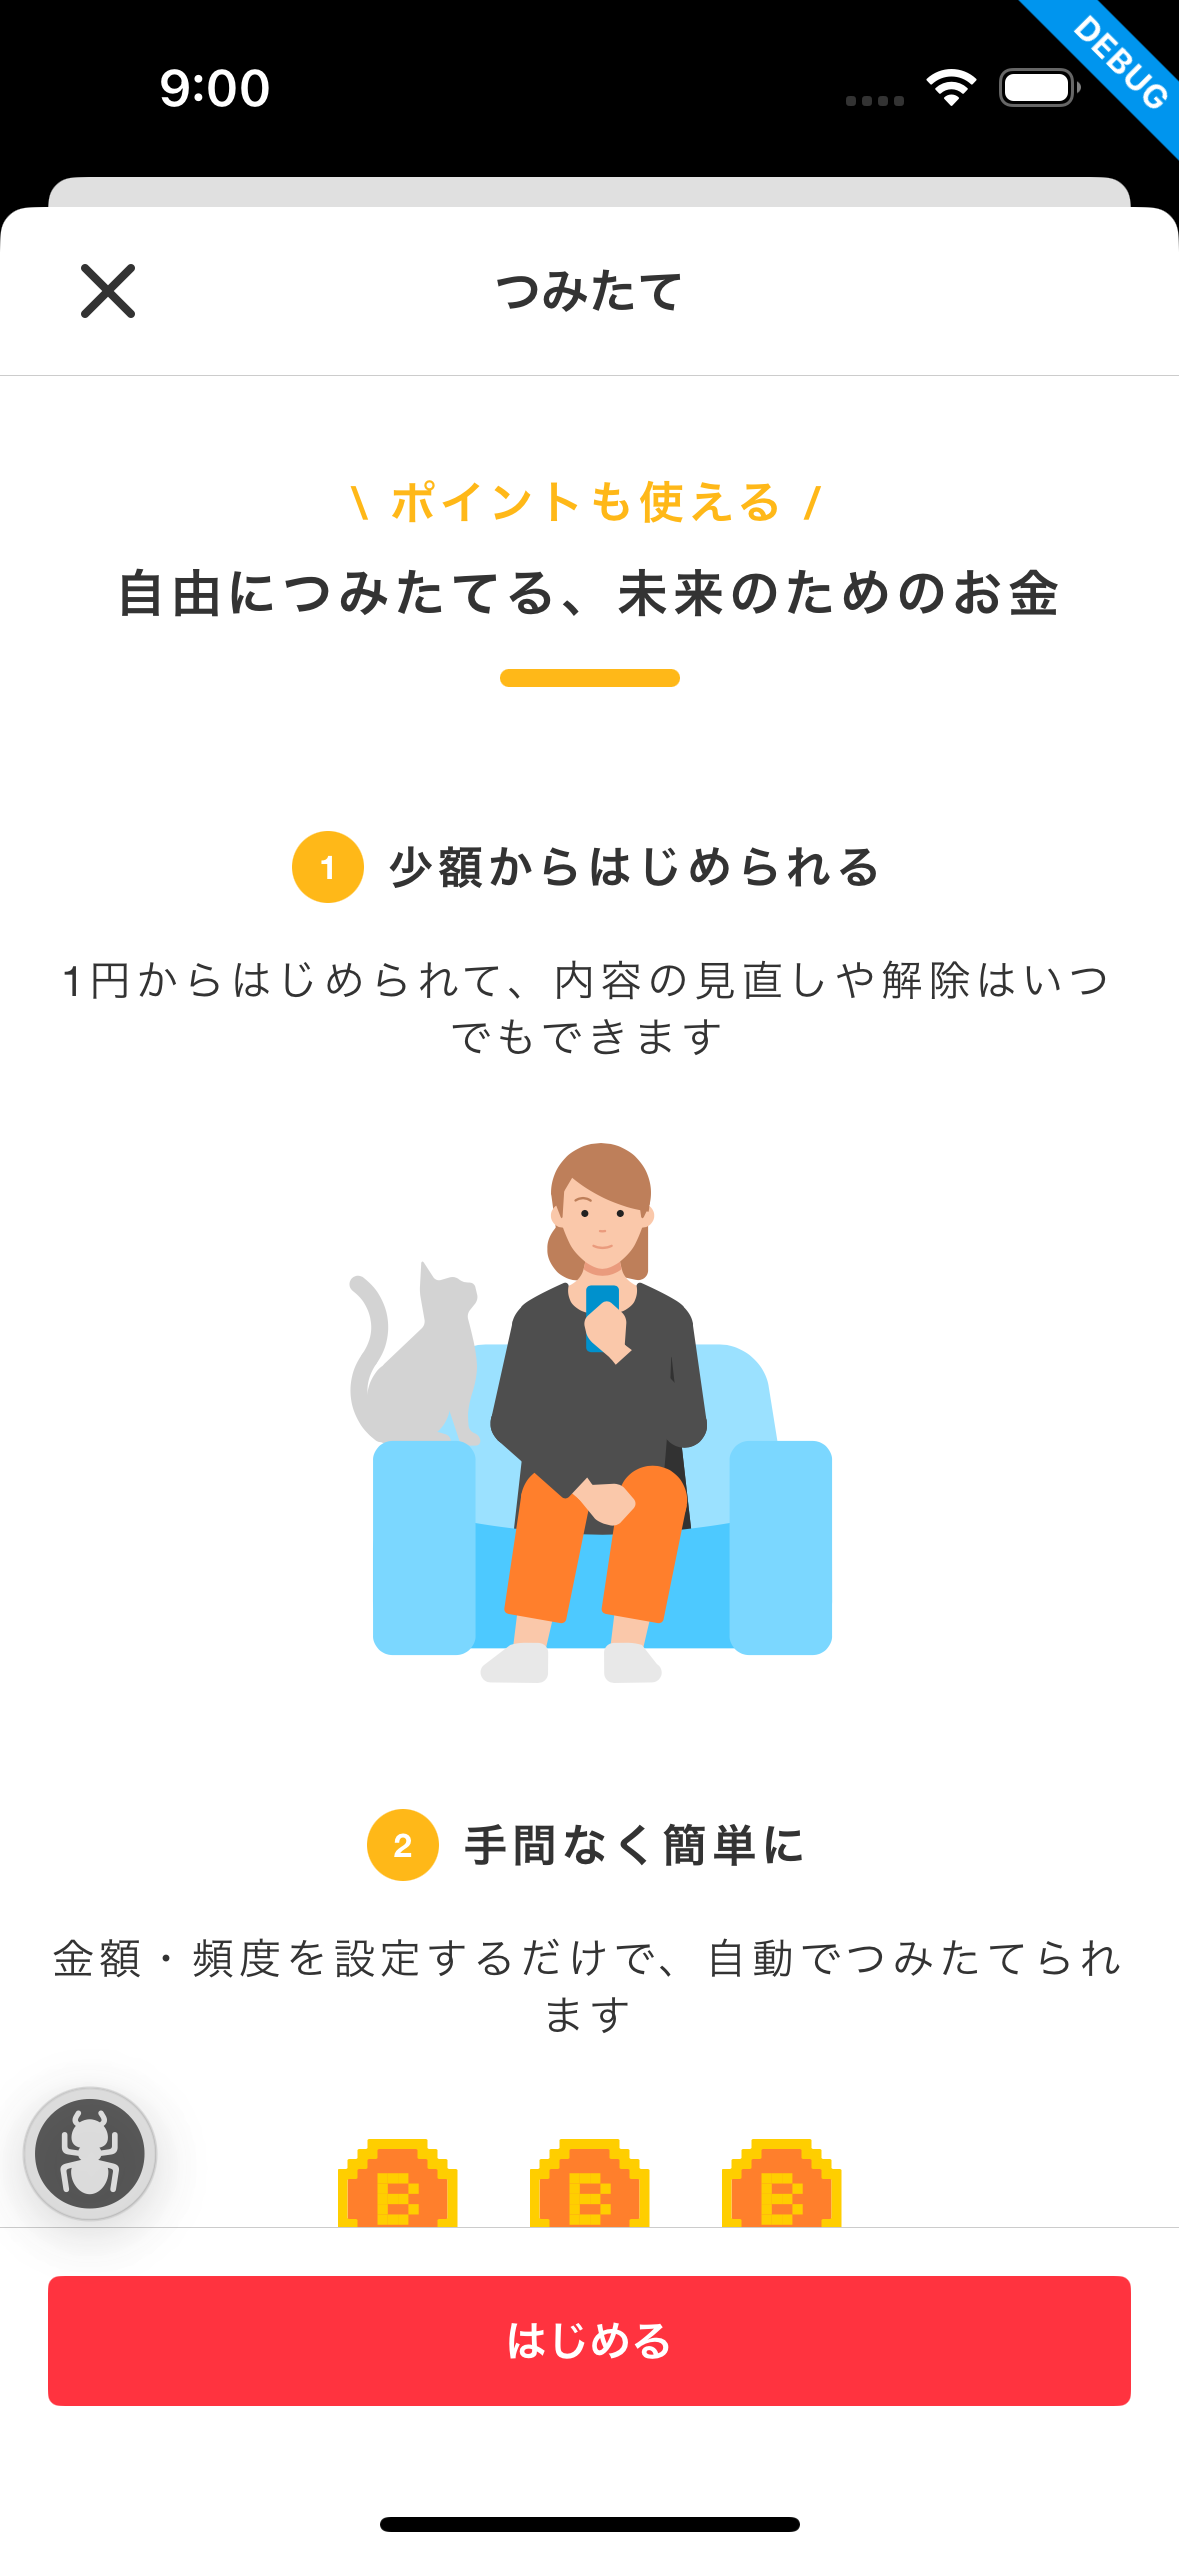 9:00
DEBUG
つみたて
\ ポイントも使える /
自由につみたてる、未来のためのお金
1 少額からはじめられる
1円からはじめられて、内容の見直しや解除はいつ
でもできます
2 手間なく簡単に
金額・頻度を設定するだけで、自動でつみたてられ
ます
B B B
はじめる